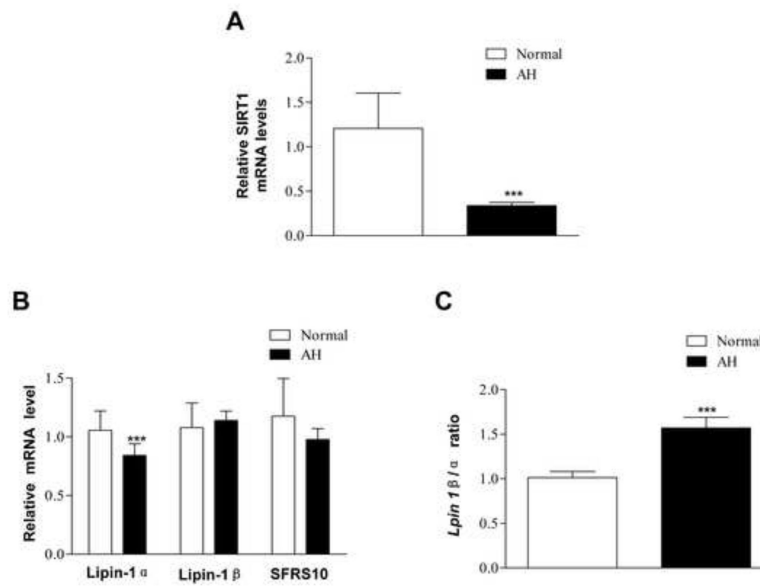 A
Normal
AH
Relative SIRT1
mRNA levels
2.0
1.5
1.0
0.5
0.0
***
B
Normal
AH
Relative mRNA level
1.5
1.0
0.5
0.0
***
Lipin-1 α Lipin-1 β SFRS10
C
Normal
AH
Lpin 1 β / α ratio
2.0
1.5
1.0
0.5
0.0
***